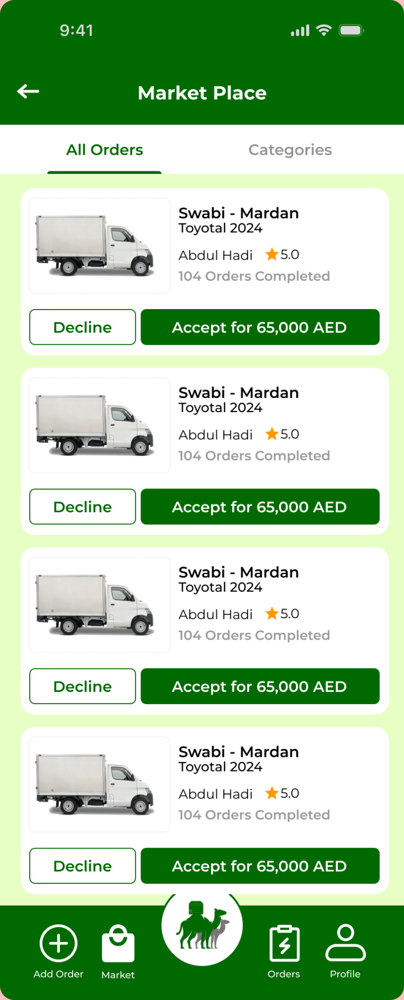 9:41
Market Place
All Orders Categories
Swabi - Mardan
Toyotal 2024
Abdul Hadi 5.0
104 Orders Completed
Decline Accept for 65,000 AED
Swabi - Mardan
Toyotal 2024
Abdul Hadi 5.0
104 Orders Completed
Decline Accept for 65,000 AED
Swabi - Mardan
Toyotal 2024
Abdul Hadi 5.0
104 Orders Completed
Decline Accept for 65,000 AED
Swabi - Mardan
Toyotal 2024
Abdul Hadi 5.0
104 Orders Completed
Decline Accept for 65,000 AED
Add Order Market Orders Profile